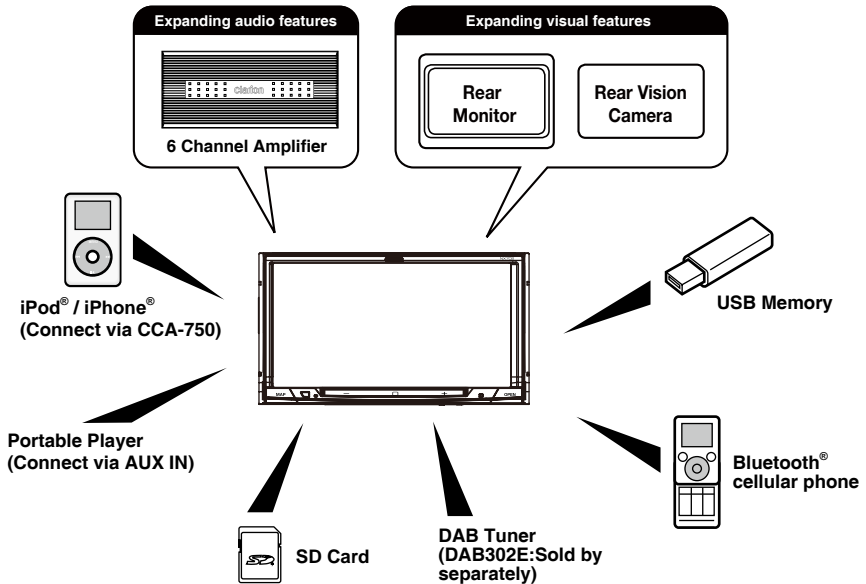 Expanding audio features
Expanding visual features
clarion
6 Channel Amplifier
Rear
Monitor
Rear Vision
Camera
iPod® / iPhone®
(Connect via CCA-750)
USB Memory
MAP
−
+
OPEN
Portable Player
(Connect via AUX IN)
Bluetooth®
cellular phone
SD
SD Card
DAB Tuner
(DAB302E:Sold by
separately)